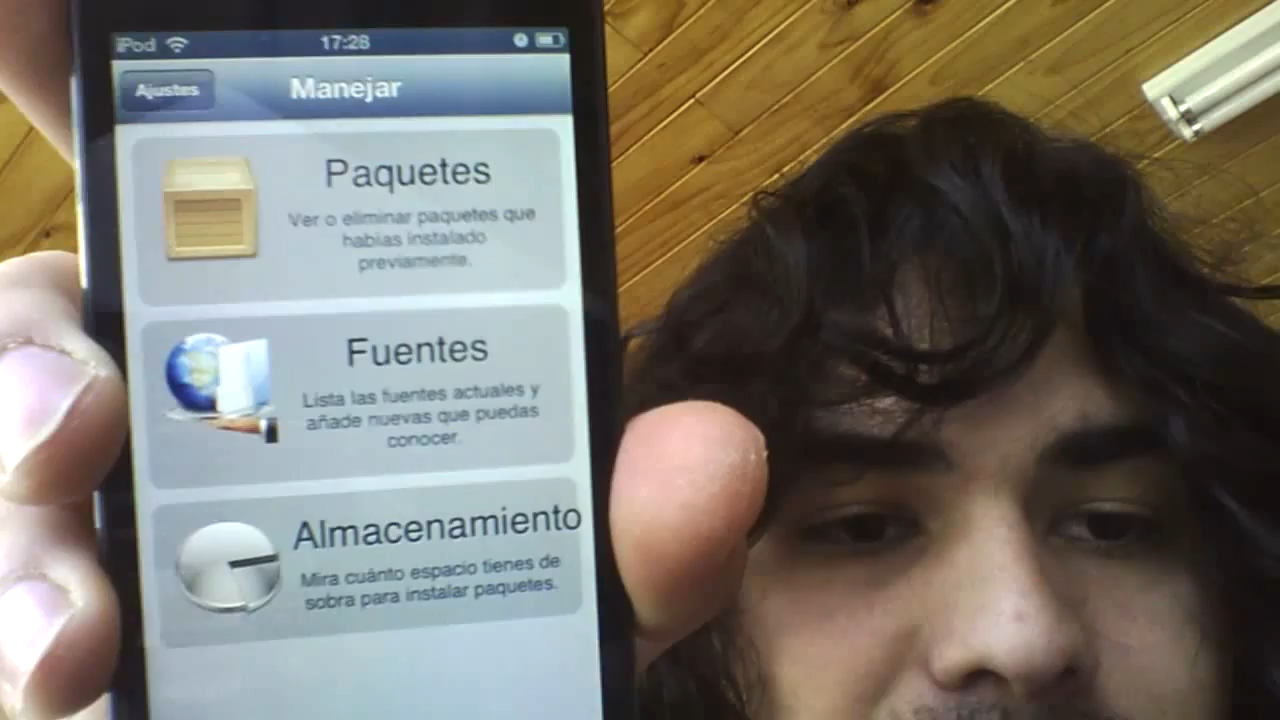 iPod 17:28
Ajustes Manejar
Paquetes
Ver o eliminar paquetes que
habías instalado
previamente.
Fuentes
Lista las fuentes actuales y
añade nuevas que puedas
conocer.
Almacenamiento
Mira cuánto espacio tienes de
sobra para instalar paquetes.